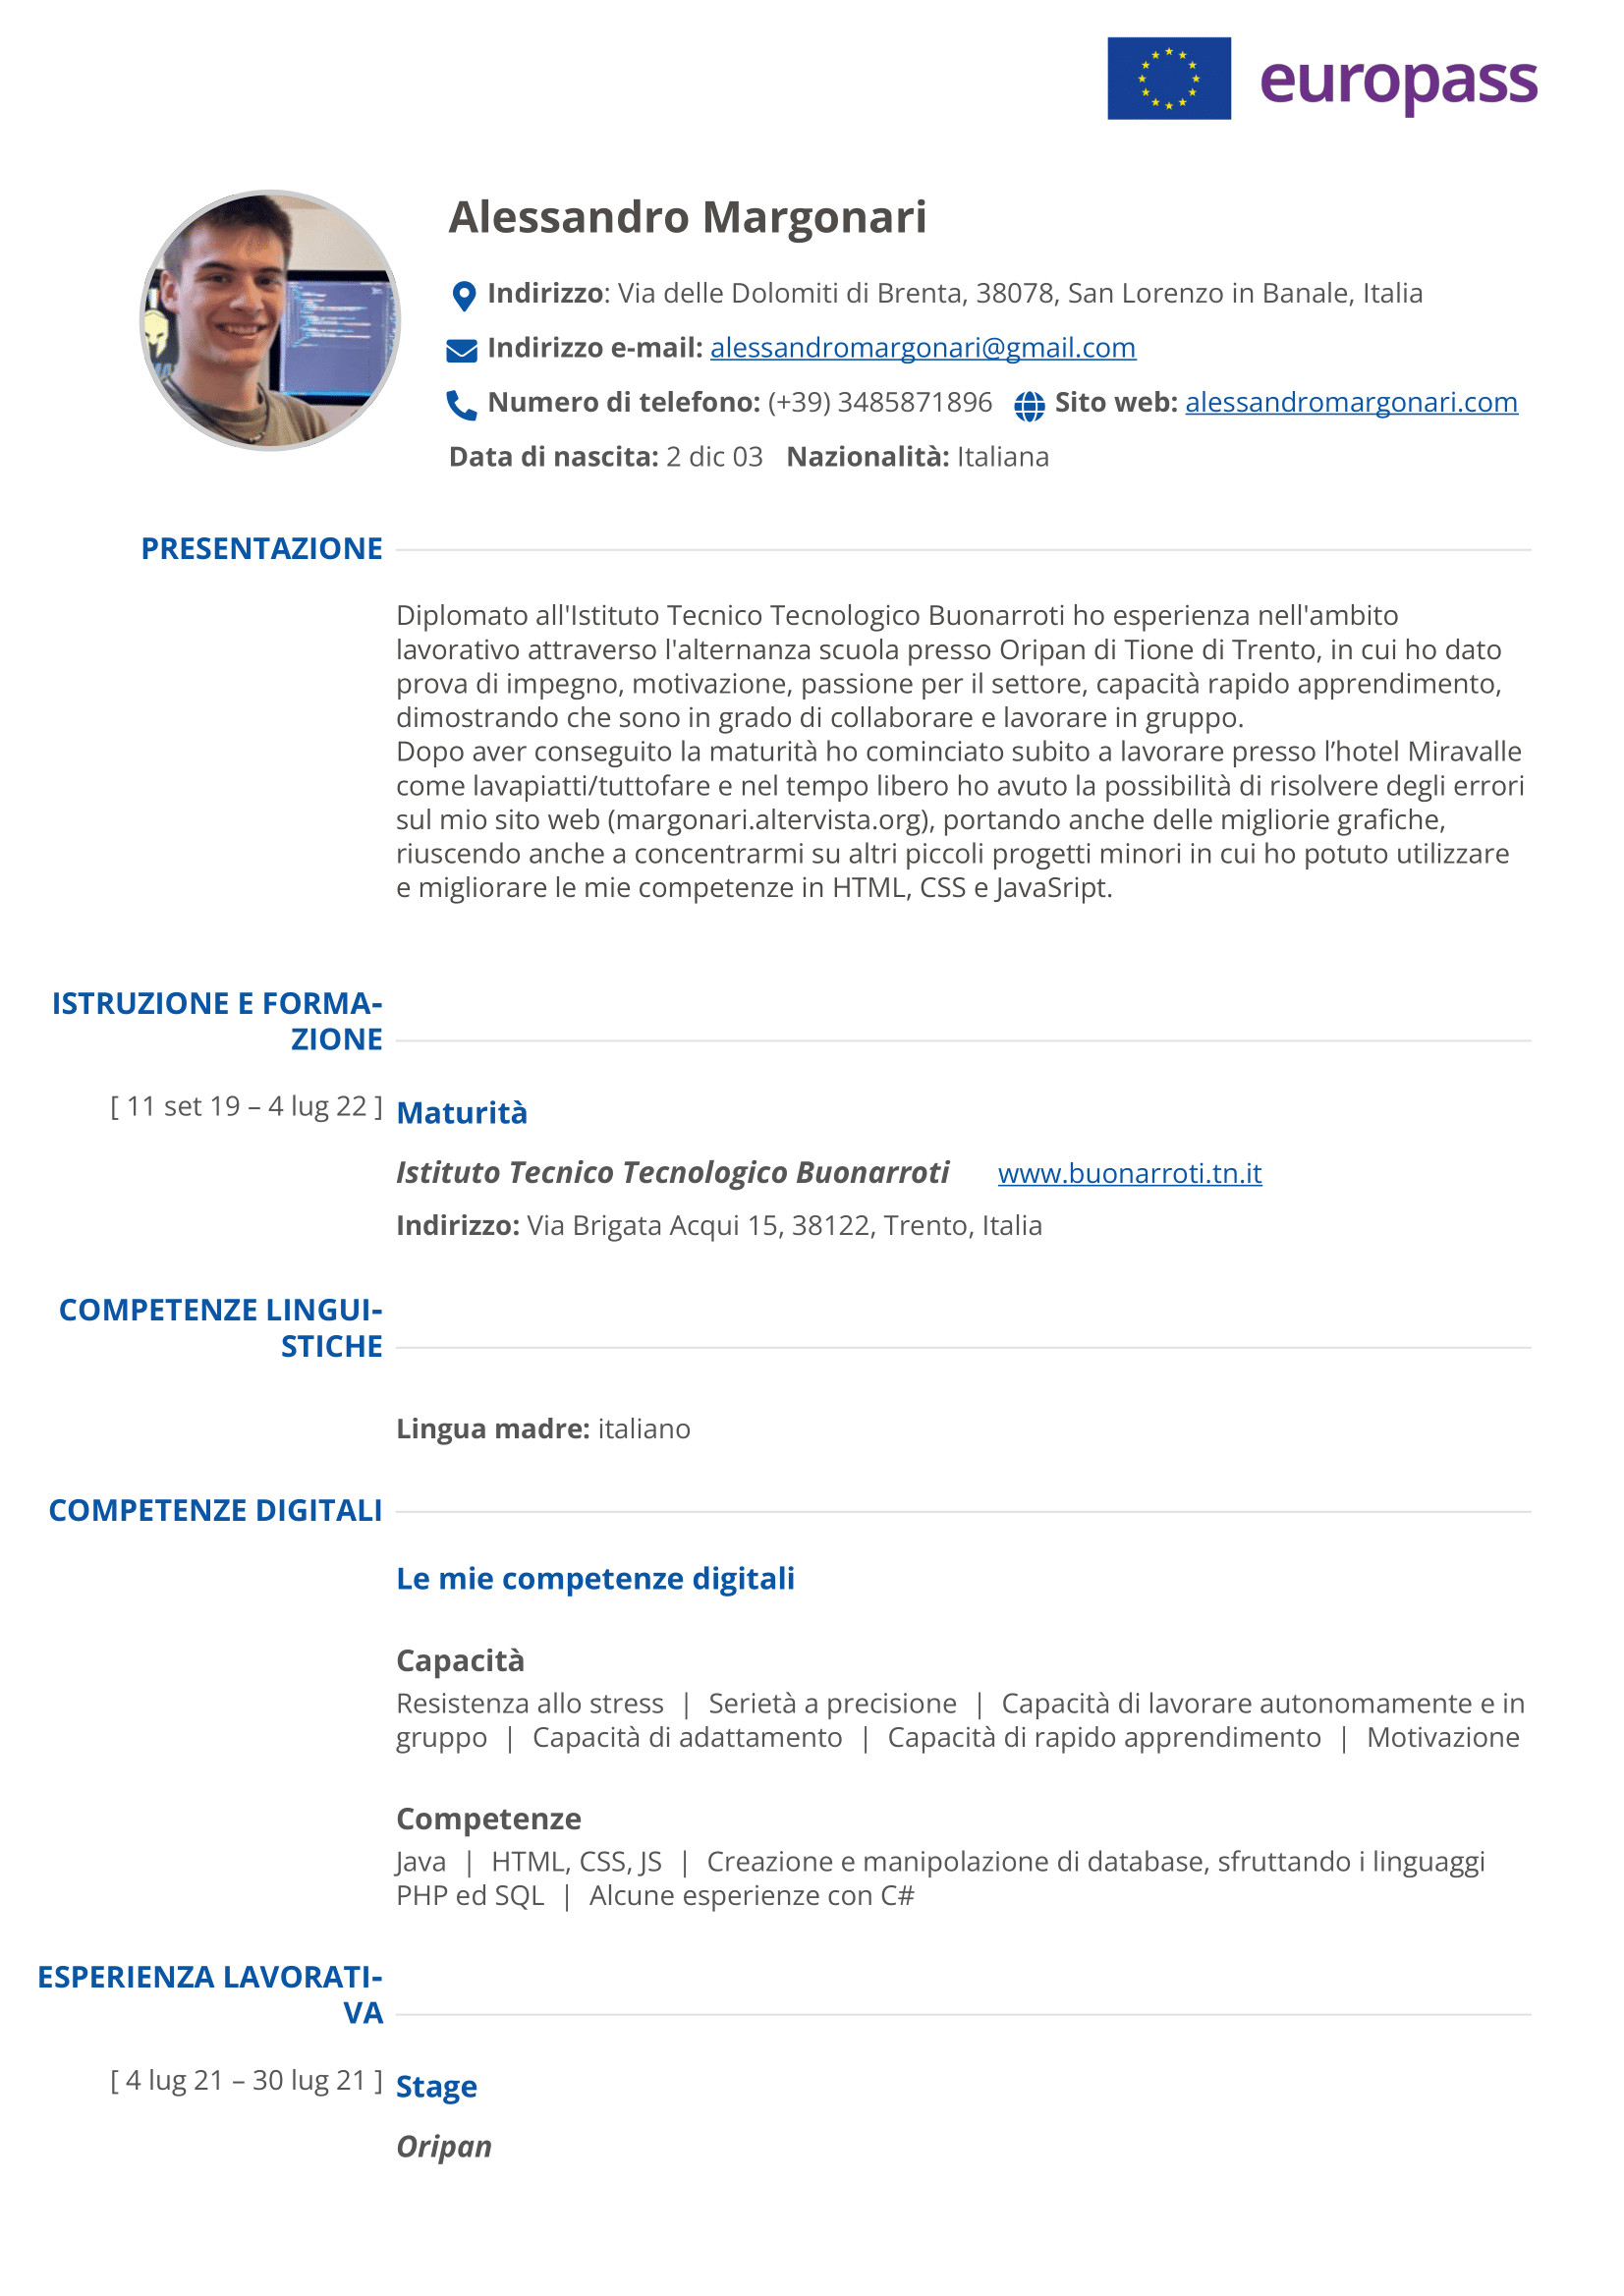 europass
Alessandro Margonari
Indirizzo: Via delle Dolomiti di Brenta, 38078, San Lorenzo in Banale, Italia
Indirizzo e-mail: alessandromargonari@gmail.com
Numero di telefono: (+39) 3485871896 Sito web: alessandromargonari.com
Data di nascita: 2 dic 03 Nazionalità: Italiana
PRESENTAZIONE
Diplomato all'Istituto Tecnico Tecnologico Buonarroti ho esperienza nell'ambito
lavorativo attraverso l'alternanza scuola presso Oripan di Tione di Trento, in cui ho dato
prova di impegno, motivazione, passione per il settore, capacità rapido apprendimento,
dimostrando che sono in grado di collaborare e lavorare in gruppo.
Dopo aver conseguito la maturità ho cominciato subito a lavorare presso l’hotel Miravalle
come lavapiatti/tuttofare e nel tempo libero ho avuto la possibilità di risolvere degli errori
sul mio sito web (margonari.altervista.org), portando anche delle migliorie grafiche,
riuscendo anche a concentrarmi su altri piccoli progetti minori in cui ho potuto utilizzare
e migliorare le mie competenze in HTML, CSS e JavaSript.
ISTRUZIONE E FORMA-
ZIONE
[ 11 set 19 – 4 lug 22 ] Maturità
Istituto Tecnico Tecnologico Buonarroti www.buonarroti.tn.it
Indirizzo: Via Brigata Acqui 15, 38122, Trento, Italia
COMPETENZE LINGUI-
STICHE
Lingua madre: italiano
COMPETENZE DIGITALI
Le mie competenze digitali
Capacità
Resistenza allo stress | Serietà a precisione | Capacità di lavorare autonomamente e in
gruppo | Capacità di adattamento | Capacità di rapido apprendimento | Motivazione
Competenze
Java | HTML, CSS, JS | Creazione e manipolazione di database, sfruttando i linguaggi
PHP ed SQL | Alcune esperienze con C#
ESPERIENZA LAVORATI-
VA
[ 4 lug 21 – 30 lug 21 ] Stage
Oripan